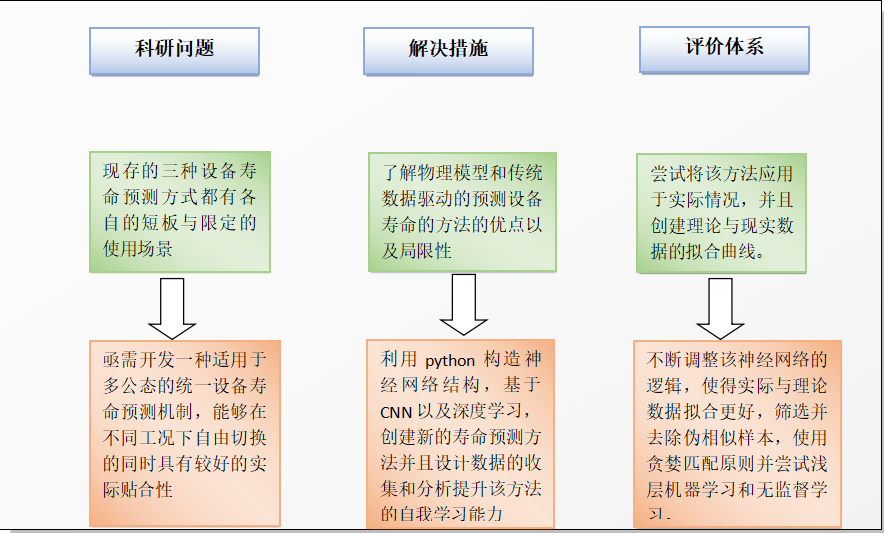 科研问题
解决措施
评价体系
现存的三种设备寿
命预测方式都有各
自的短板与限定的
使用场景
了解物理模型和传统
数据驱动的预测设备
寿命的方法的优点以
及局限性
尝试将该方法应用
于实际情况，并且
创建理论与现实数
据的拟合曲线。
亟需开发一种适用于
多公态的统一设备寿
命预测机制，能够在
不同工况下自由切换
的同时具有较好的实
际贴合性
利用 python 构造神
经网络结构，基于
CNN 以及深度学习，
创建新的寿命预测方
法并且设计数据的收
集和分析提升该方法
的自我学习能力
不断调整该神经网络的
逻辑，使得实际与理论
数据拟合更好，筛选并
去除伪相似样本，使用
贪婪匹配原则并尝试浅
层机器学习和无监督学
习。